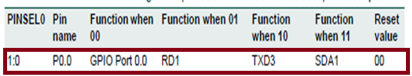 PINSEL0 Pin Function when Function when 01 Function Function Reset
name 00 when 10 when 11 value
1:0 P0.0 GPIO Port 0.0 RD1 TXD3 SDA1 00